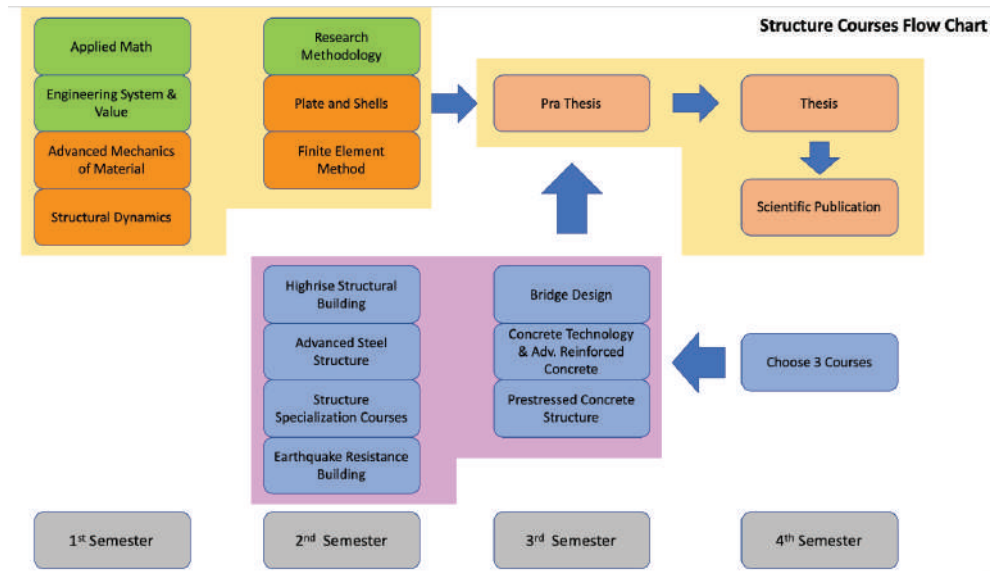 Structure Courses Flow Chart
Applied Math
Engineering System &
Value
Advanced Mechanics
of Material
Structural Dynamics
Research
Methodology
Plate and Shells
Finite Element
Method
Pra Thesis
Thesis
Scientific Publication
Highrise Structural
Building
Advanced Steel
Structure
Structure
Specialization Courses
Earthquake Resistance
Building
Bridge Design
Concrete Technology
& Adv. Reinforced
Concrete
Prestressed Concrete
Structure
Choose 3 Courses
1st Semester
2nd Semester
3rd Semester
4th Semester